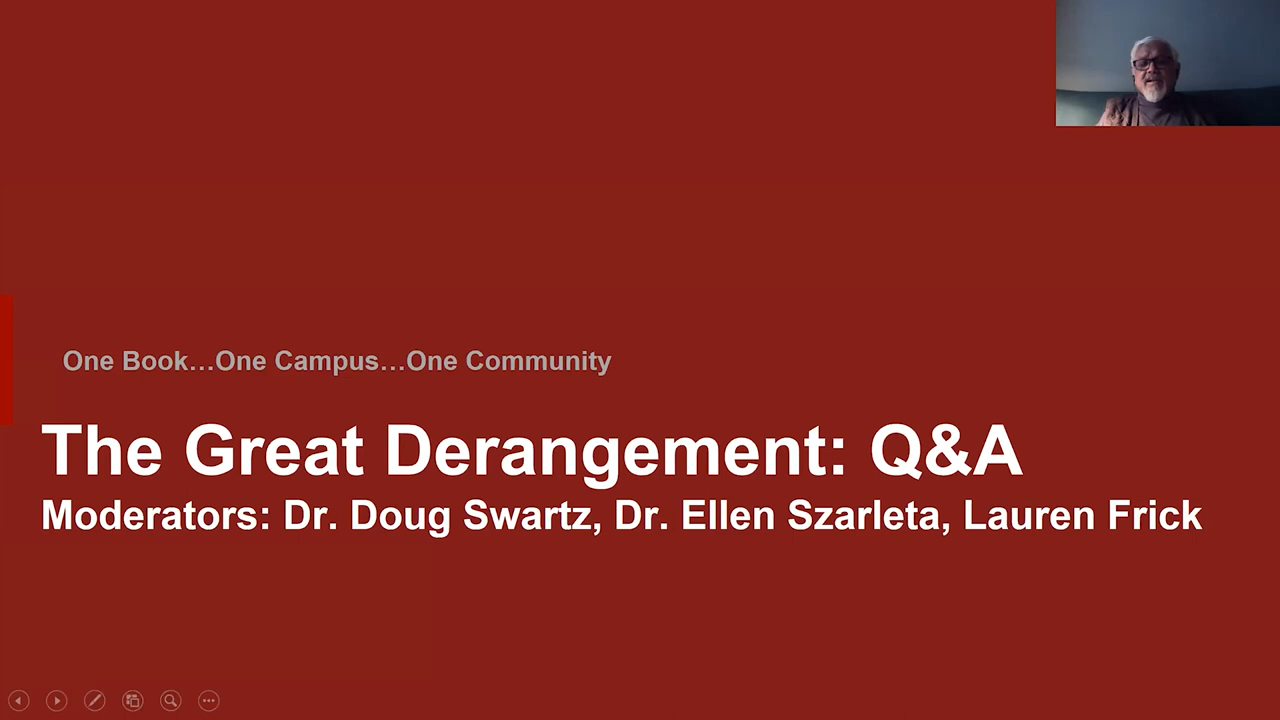 One Book...One Campus...One Community
The Great Derangement: Q&A
Moderators: Dr. Doug Swartz, Dr. Ellen Szarleta, Lauren Frick